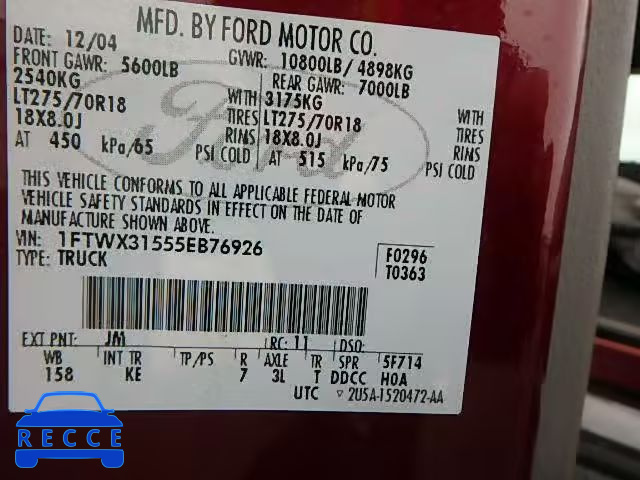 MFD. BY FORD MOTOR CO.
DATE 12/04 GVWR: 10800LB / 4898KG
FRONT GAWR: 5600LB REAR GAWR: 7000LB
2540KG WITH 3175KG WITH
LT275/70R18 TIRES LT275/70R18 TIRES
18X8.0J RIMS 18X8.0J RIMS
AT 450 kPa/65 PSI COLD AT 515 kPa/75 PSI COLD
Ford
THIS VEHICLE CONFORMS TO ALL APPLICABLE FEDERAL MOTOR
VEHICLE SAFETY STANDARDS IN EFFECT ON THE DATE OF
MANUFACTURE SHOWN ABOVE.
VIN: 1FTWX31555EB76926 F0296
TYPE: TRUCK T0363
EXT PNT: JM RC: 11 DSO:
WB INT TR TP/PS R AXLE TR SPR 5F714
158 KE 7 3L T DDCC H0A
UTC ▽ 2U5A-1520472-AA
RECCE